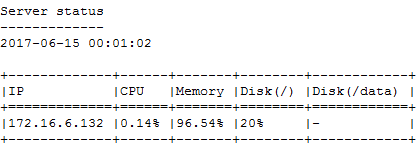 Server status
-------------
2017-06-15 00:01:02
+------------+-----+------+-------+-----------+
|IP          |CPU  |Memory|Disk(/)|Disk(/data)|
+============+=====+======+=======+===========+
|172.16.6.132|0.14%|96.54%|20%    |-          |
+------------+-----+------+-------+-----------+